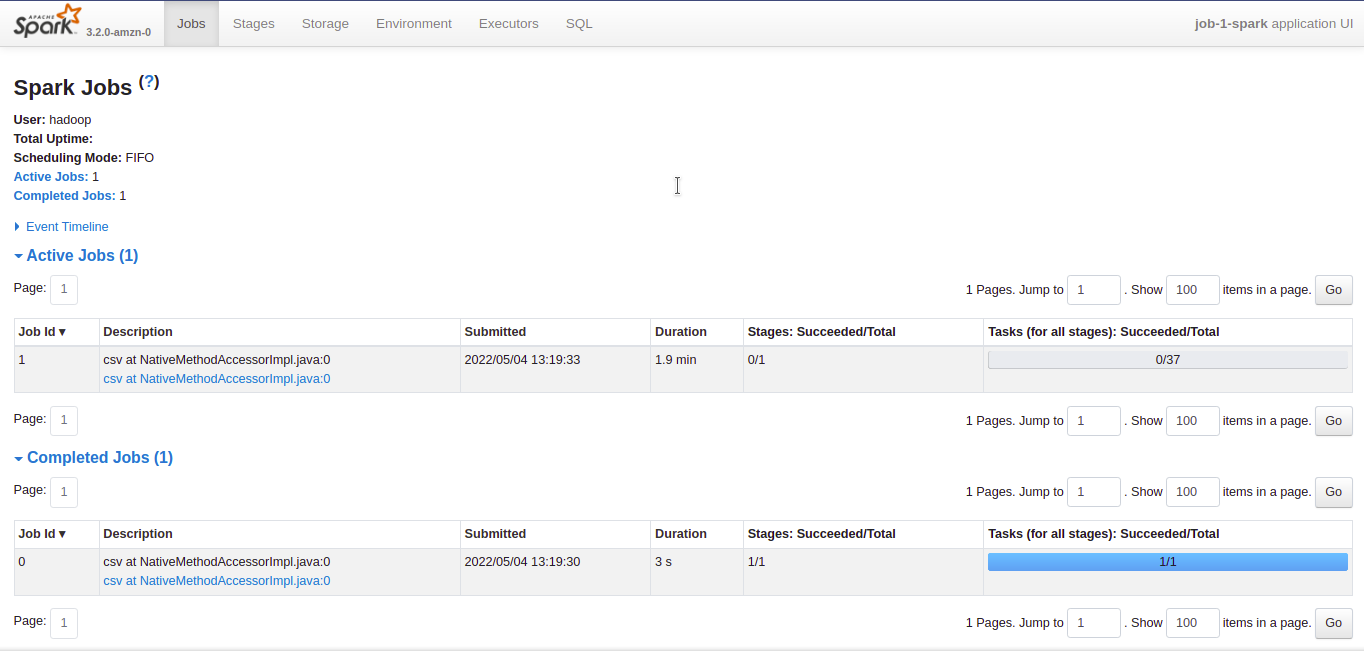 APACHE Spark 3.2.0-amzn-0 Jobs Stages Storage Environment Executors SQL job-1-spark application UI
Spark Jobs (?)
User: hadoop
Total Uptime:
Scheduling Mode: FIFO
Active Jobs: 1
Completed Jobs: 1
Event Timeline
Active Jobs (1)
Page: 1 1 Pages. Jump to 1 . Show 100 items in a page. Go
Job Id ▾ Description Submitted Duration Stages: Succeeded/Total Tasks (for all stages): Succeeded/Total
1 csv at NativeMethodAccessorImpl.java:0 2022/05/04 13:19:33 1.9 min 0/1 0/37
csv at NativeMethodAccessorImpl.java:0
Page: 1 1 Pages. Jump to 1 . Show 100 items in a page. Go
Completed Jobs (1)
Page: 1 1 Pages. Jump to 1 . Show 100 items in a page. Go
Job Id ▾ Description Submitted Duration Stages: Succeeded/Total Tasks (for all stages): Succeeded/Total
0 csv at NativeMethodAccessorImpl.java:0 2022/05/04 13:19:30 3 s 1/1 1/1
csv at NativeMethodAccessorImpl.java:0
Page: 1 1 Pages. Jump to 1 . Show 100 items in a page. Go